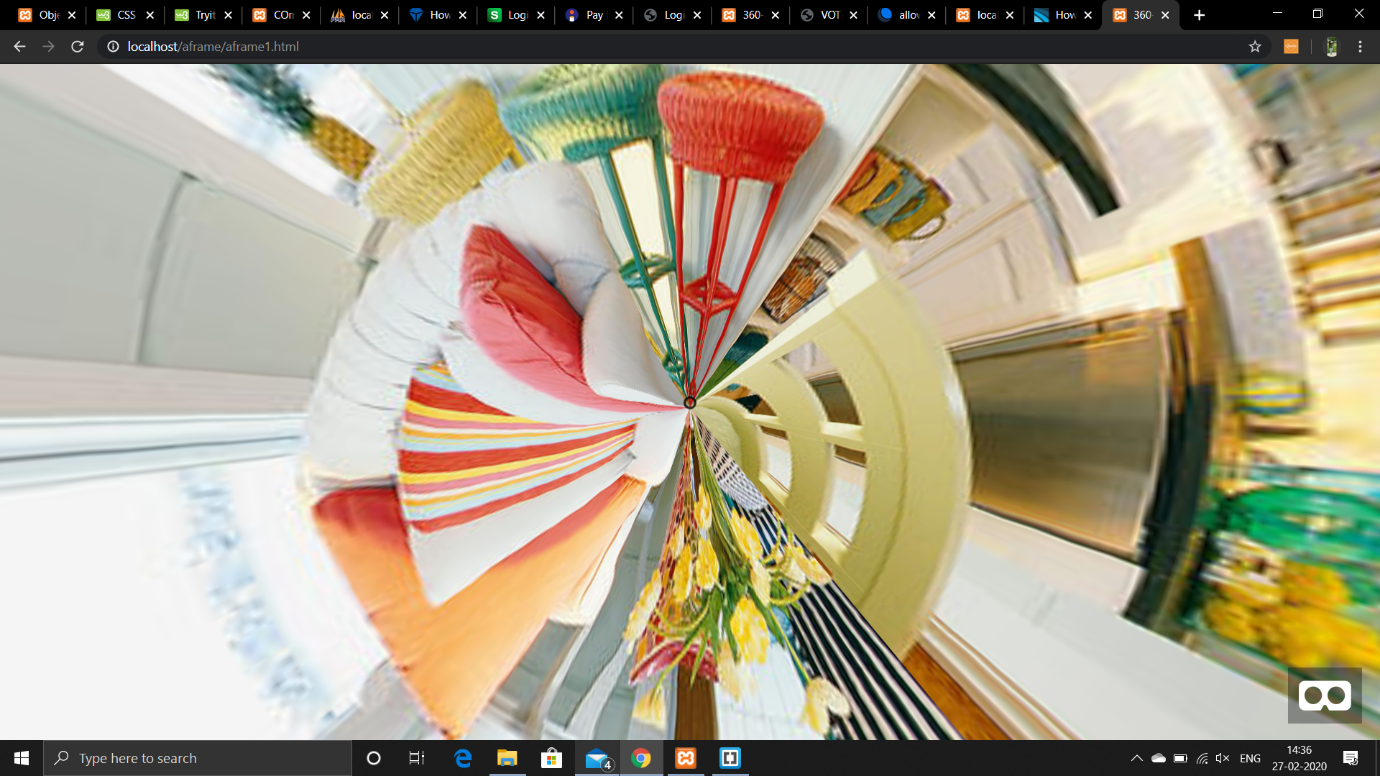 Obje
CSS
Tryit
COn
loca
How
Logi
Pay
Logi
360-
VOT
allov
loca
How
360-
localhost/aframe/aframe1.html
Type here to search
4
ENG
14:36
27-02-2020